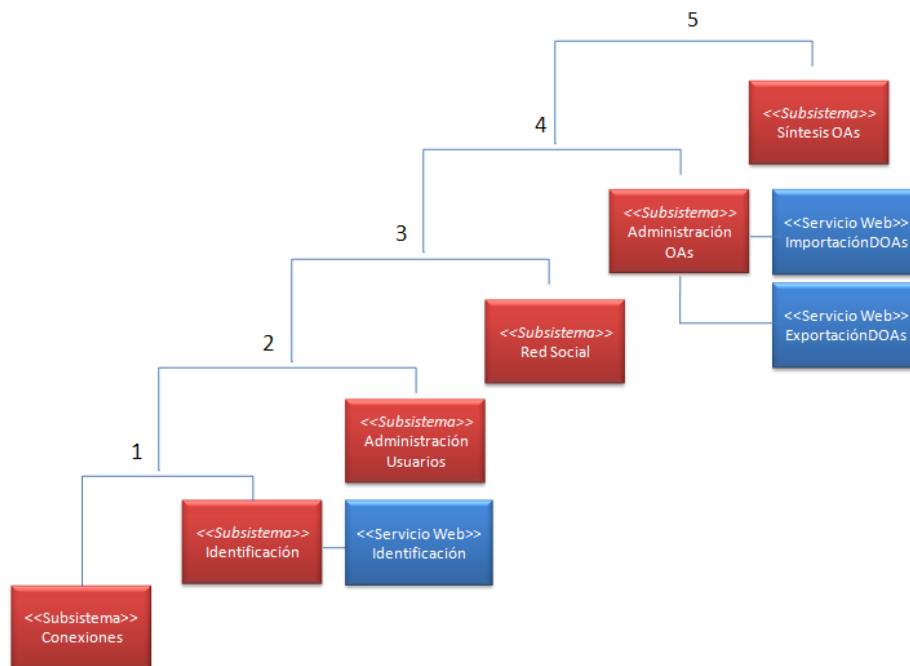 5
<<Subsistema>>
Síntesis OAs
4
<<Subsistema>>
Administración
OAs
<<Servicio Web>>
ImportaciónDOAs
3
<<Servicio Web>>
ExportaciónDOAs
<<Subsistema>>
Red Social
2
<<Subsistema>>
Administración
Usuarios
1
<<Subsistema>>
Identificación
<<Servicio Web>>
Identificación
<<Subsistema>>
Conexiones